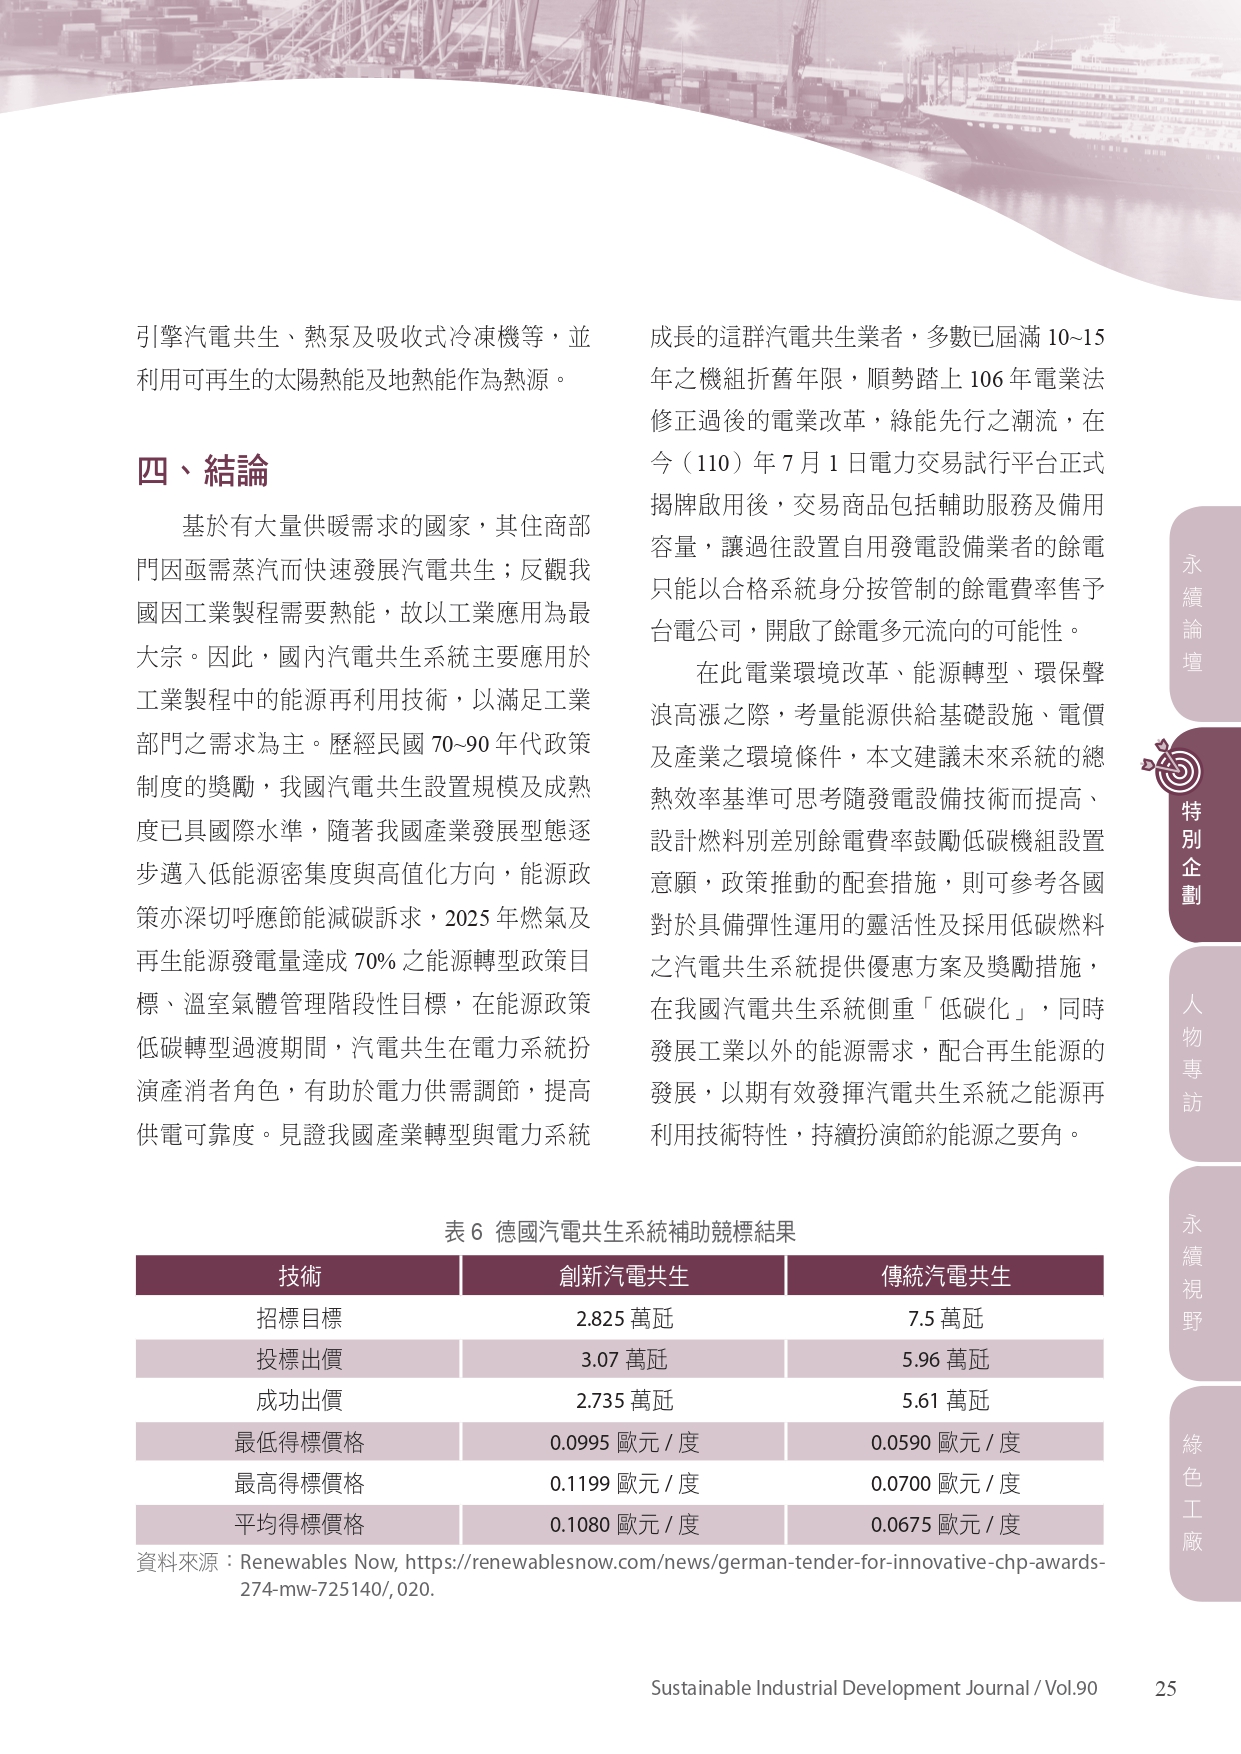 引擎汽電共生、熱泵及吸收式冷凍機等，並
利用可再生的太陽熱能及地熱能作為熱源。
四、結論
基於有大量供暖需求的國家，其住商部
門因亟需蒸汽而快速發展汽電共生；反觀我
國因工業製程需要熱能，故以工業應用為最
大宗。因此，國內汽電共生系統主要應用於
工業製程中的能源再利用技術，以滿足工業
部門之需求為主。歷經民國 70~90 年代政策
制度的獎勵，我國汽電共生設置規模及成熟
度已具國際水準，隨著我國產業發展型態逐
步邁入低能源密集度與高值化方向，能源政
策亦深切呼應節能減碳訴求，2025 年燃氣及
再生能源發電量達成 70% 之能源轉型政策目
標、溫室氣體管理階段性目標，在能源政策
低碳轉型過渡期間，汽電共生在電力系統扮
演產消者角色，有助於電力供需調節，提高
供電可靠度。見證我國產業轉型與電力系統
成長的這群汽電共生業者，多數已屆滿 10~15
年之機組折舊年限，順勢踏上 106 年電業法
修正過後的電業改革，綠能先行之潮流，在
今（110）年 7 月 1 日電力交易試行平台正式
揭牌啟用後，交易商品包括輔助服務及備用
容量，讓過往設置自用發電設備業者的餘電
只能以合格系統身分按管制的餘電費率售予
台電公司，開啟了餘電多元流向的可能性。
在此電業環境改革、能源轉型、環保聲
浪高漲之際，考量能源供給基礎設施、電價
及產業之環境條件，本文建議未來系統的總
熱效率基準可思考隨發電設備技術而提高、
設計燃料別差別餘電費率鼓勵低碳機組設置
意願，政策推動的配套措施，則可參考各國
對於具備彈性運用的靈活性及採用低碳燃料
之汽電共生系統提供優惠方案及獎勵措施，
在我國汽電共生系統側重「低碳化」，同時
發展工業以外的能源需求，配合再生能源的
發展，以期有效發揮汽電共生系統之能源再
利用技術特性，持續扮演節約能源之要角。
表 6 德國汽電共生系統補助競標結果
技術 創新汽電共生 傳統汽電共生
招標目標 2.825 萬瓩 7.5 萬瓩
投標出價 3.07 萬瓩 5.96 萬瓩
成功出價 2.735 萬瓩 5.61 萬瓩
最低得標價格 0.0995 歐元 / 度 0.0590 歐元 / 度
最高得標價格 0.1199 歐元 / 度 0.0700 歐元 / 度
平均得標價格 0.1080 歐元 / 度 0.0675 歐元 / 度
資料來源：Renewables Now, https://renewablesnow.com/news/german-tender-for-innovative-chp-awards-
274-mw-725140/, 020.
永續論壇
特別企劃
人物專訪
永續視野
綠色工廠
Sustainable Industrial Development Journal / Vol.90 25